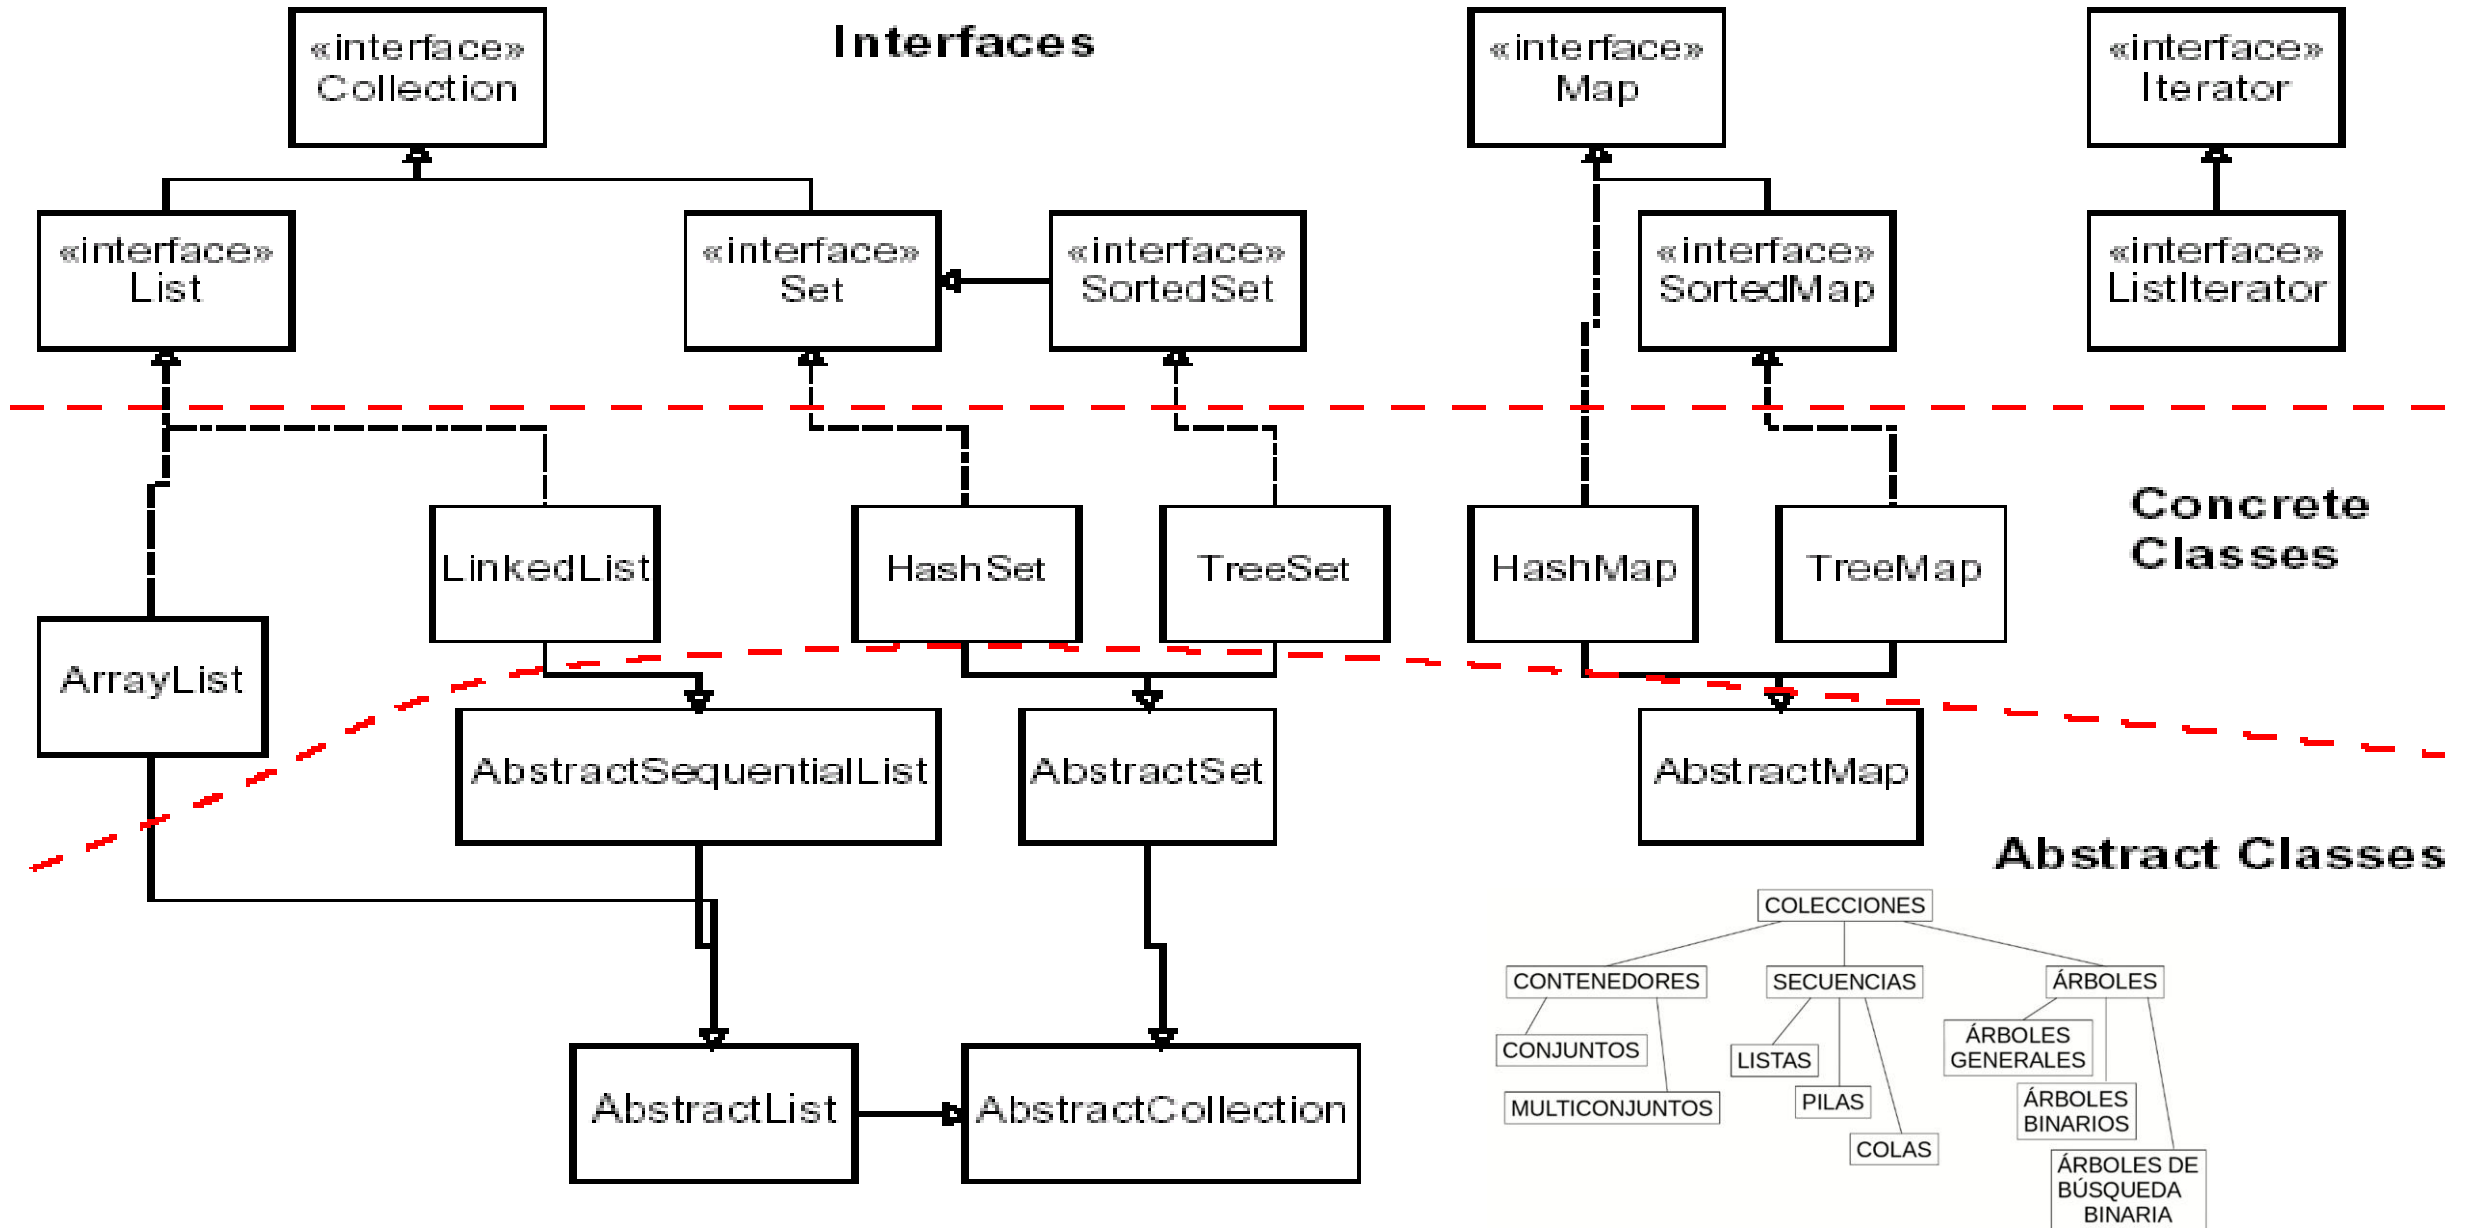 «interface»
Collection
Interfaces
«interface»
Map
«interface»
Iterator
«interface»
List
«interface»
Set
«interface»
SortedSet
«interface»
SortedMap
«interface»
ListIterator
Concrete
Classes
LinkedList
HashSet
TreeSet
HashMap
TreeMap
ArrayList
AbstractSequentialList
AbstractSet
AbstractMap
Abstract Classes
AbstractList
AbstractCollection
COLECCIONES
CONTENEDORES
SECUENCIAS
ÁRBOLES
CONJUNTOS
MULTICONJUNTOS
LISTAS
PILAS
COLAS
ÁRBOLES
GENERALES
ÁRBOLES
BINARIOS
ÁRBOLES DE
BÚSQUEDA
BINARIA